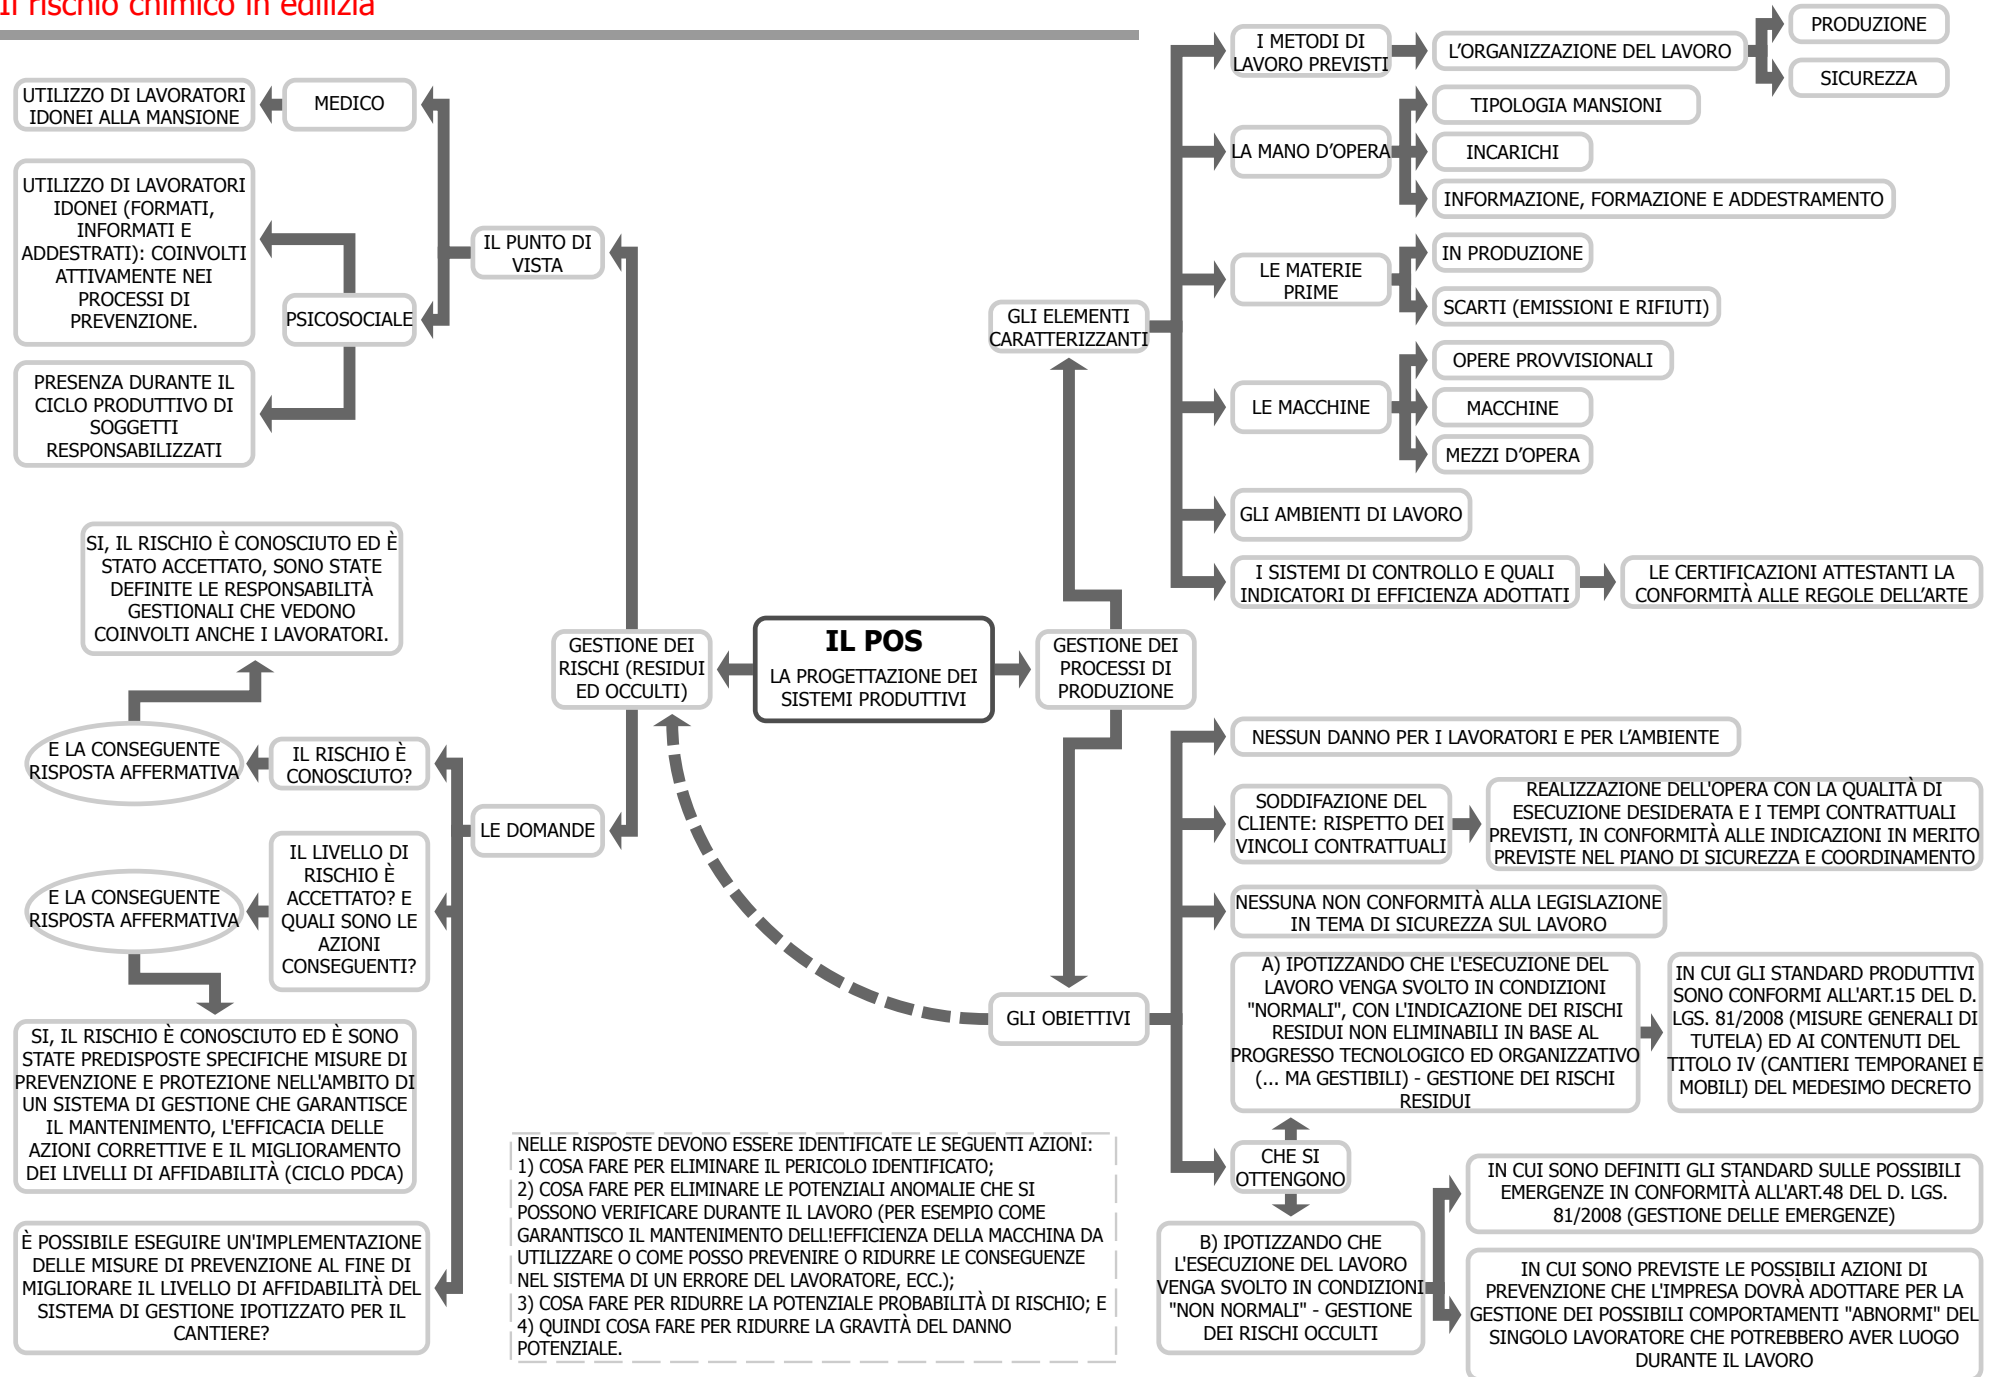 Il rischio chimico in edilizia
UTILIZZO DI LAVORATORI
IDONEI ALLA MANSIONE
MEDICO
UTILIZZO DI LAVORATORI
IDONEI (FORMATI,
INFORMATI E
ADDESTRATI): COINVOLTI
ATTIVAMENTE NEI
PROCESSI DI
PREVENZIONE.
PSICOSOCIALE
PRESENZA DURANTE IL
CICLO PRODUTTIVO DI
SOGGETTI
RESPONSABILIZZATI
IL PUNTO DI
VISTA
SI, IL RISCHIO È CONOSCIUTO ED È
STATO ACCETTATO, SONO STATE
DEFINITE LE RESPONSABILITÀ
GESTIONALI CHE VEDONO
COINVOLTI ANCHE I LAVORATORI.
GESTIONE DEI
RISCHI (RESIDUI
ED OCCULTI)
IL POS
LA PROGETTAZIONE DEI
SISTEMI PRODUTTIVI
GESTIONE DEI
PROCESSI DI
PRODUZIONE
E LA CONSEGUENTE
RISPOSTA AFFERMATIVA
IL RISCHIO È
CONOSCIUTO?
LE DOMANDE
E LA CONSEGUENTE
RISPOSTA AFFERMATIVA
IL LIVELLO DI
RISCHIO È
ACCETTATO? E
QUALI SONO LE
AZIONI
CONSEGUENTI?
SI, IL RISCHIO È CONOSCIUTO ED È SONO
STATE PREDISPOSTE SPECIFICHE MISURE DI
PREVENZIONE E PROTEZIONE NELL'AMBITO DI
UN SISTEMA DI GESTIONE CHE GARANTISCE
IL MANTENIMENTO, L'EFFICACIA DELLE
AZIONI CORRETTIVE E IL MIGLIORAMENTO
DEI LIVELLI DI AFFIDABILITÀ (CICLO PDCA)
È POSSIBILE ESEGUIRE UN'IMPLEMENTAZIONE
DELLE MISURE DI PREVENZIONE AL FINE DI
MIGLIORARE IL LIVELLO DI AFFIDABILITÀ DEL
SISTEMA DI GESTIONE IPOTIZZATO PER IL
CANTIERE?
NELLE RISPOSTE DEVONO ESSERE IDENTIFICATE LE SEGUENTI AZIONI:
1) COSA FARE PER ELIMINARE IL PERICOLO IDENTIFICATO;
2) COSA FARE PER ELIMINARE LE POTENZIALI ANOMALIE CHE SI
POSSONO VERIFICARE DURANTE IL LAVORO (PER ESEMPIO COME
GARANTISCO IL MANTENIMENTO DELL!EFFICIENZA DELLA MACCHINA DA
UTILIZZARE O COME POSSO PREVENIRE O RIDURRE LE CONSEGUENZE
NEL SISTEMA DI UN ERRORE DEL LAVORATORE, ECC.);
3) COSA FARE PER RIDURRE LA POTENZIALE PROBABILITÀ DI RISCHIO; E
4) QUINDI COSA FARE PER RIDURRE LA GRAVITÀ DEL DANNO
POTENZIALE.
GLI ELEMENTI
CARATTERIZZANTI
I METODI DI
LAVORO PREVISTI
L'ORGANIZZAZIONE DEL LAVORO
PRODUZIONE
SICUREZZA
LA MANO D'OPERA
TIPOLOGIA MANSIONI
INCARICHI
INFORMAZIONE, FORMAZIONE E ADDESTRAMENTO
LE MATERIE
PRIME
IN PRODUZIONE
SCARTI (EMISSIONI E RIFIUTI)
LE MACCHINE
OPERE PROVVISIONALI
MACCHINE
MEZZI D'OPERA
GLI AMBIENTI DI LAVORO
I SISTEMI DI CONTROLLO E QUALI
INDICATORI DI EFFICIENZA ADOTTATI
LE CERTIFICAZIONI ATTESTANTI LA
CONFORMITÀ ALLE REGOLE DELL'ARTE
GLI OBIETTIVI
NESSUN DANNO PER I LAVORATORI E PER L'AMBIENTE
SODDIFAZIONE DEL
CLIENTE: RISPETTO DEI
VINCOLI CONTRATTUALI
REALIZZAZIONE DELL'OPERA CON LA QUALITÀ DI
ESECUZIONE DESIDERATA E I TEMPI CONTRATTUALI
PREVISTI, IN CONFORMITÀ ALLE INDICAZIONI IN MERITO
PREVISTE NEL PIANO DI SICUREZZA E COORDINAMENTO
NESSUNA NON CONFORMITÀ ALLA LEGISLAZIONE
IN TEMA DI SICUREZZA SUL LAVORO
A) IPOTIZZANDO CHE L'ESECUZIONE DEL
LAVORO VENGA SVOLTO IN CONDIZIONI
"NORMALI", CON L'INDICAZIONE DEI RISCHI
RESIDUI NON ELIMINABILI IN BASE AL
PROGRESSO TECNOLOGICO ED ORGANIZZATIVO
(... MA GESTIBILI) - GESTIONE DEI RISCHI
RESIDUI
IN CUI GLI STANDARD PRODUTTIVI
SONO CONFORMI ALL'ART.15 DEL D.
LGS. 81/2008 (MISURE GENERALI DI
TUTELA) ED AI CONTENUTI DEL
TITOLO IV (CANTIERI TEMPORANEI E
MOBILI) DEL MEDESIMO DECRETO
CHE SI
OTTENGONO
B) IPOTIZZANDO CHE
L'ESECUZIONE DEL LAVORO
VENGA SVOLTO IN CONDIZIONI
"NON NORMALI" - GESTIONE
DEI RISCHI OCCULTI
IN CUI SONO DEFINITI GLI STANDARD SULLE POSSIBILI
EMERGENZE IN CONFORMITÀ ALL'ART.48 DEL D. LGS.
81/2008 (GESTIONE DELLE EMERGENZE)
IN CUI SONO PREVISTE LE POSSIBILI AZIONI DI
PREVENZIONE CHE L'IMPRESA DOVRÀ ADOTTARE PER LA
GESTIONE DEI POSSIBILI COMPORTAMENTI "ABNORMI" DEL
SINGOLO LAVORATORE CHE POTREBBERO AVER LUOGO
DURANTE IL LAVORO